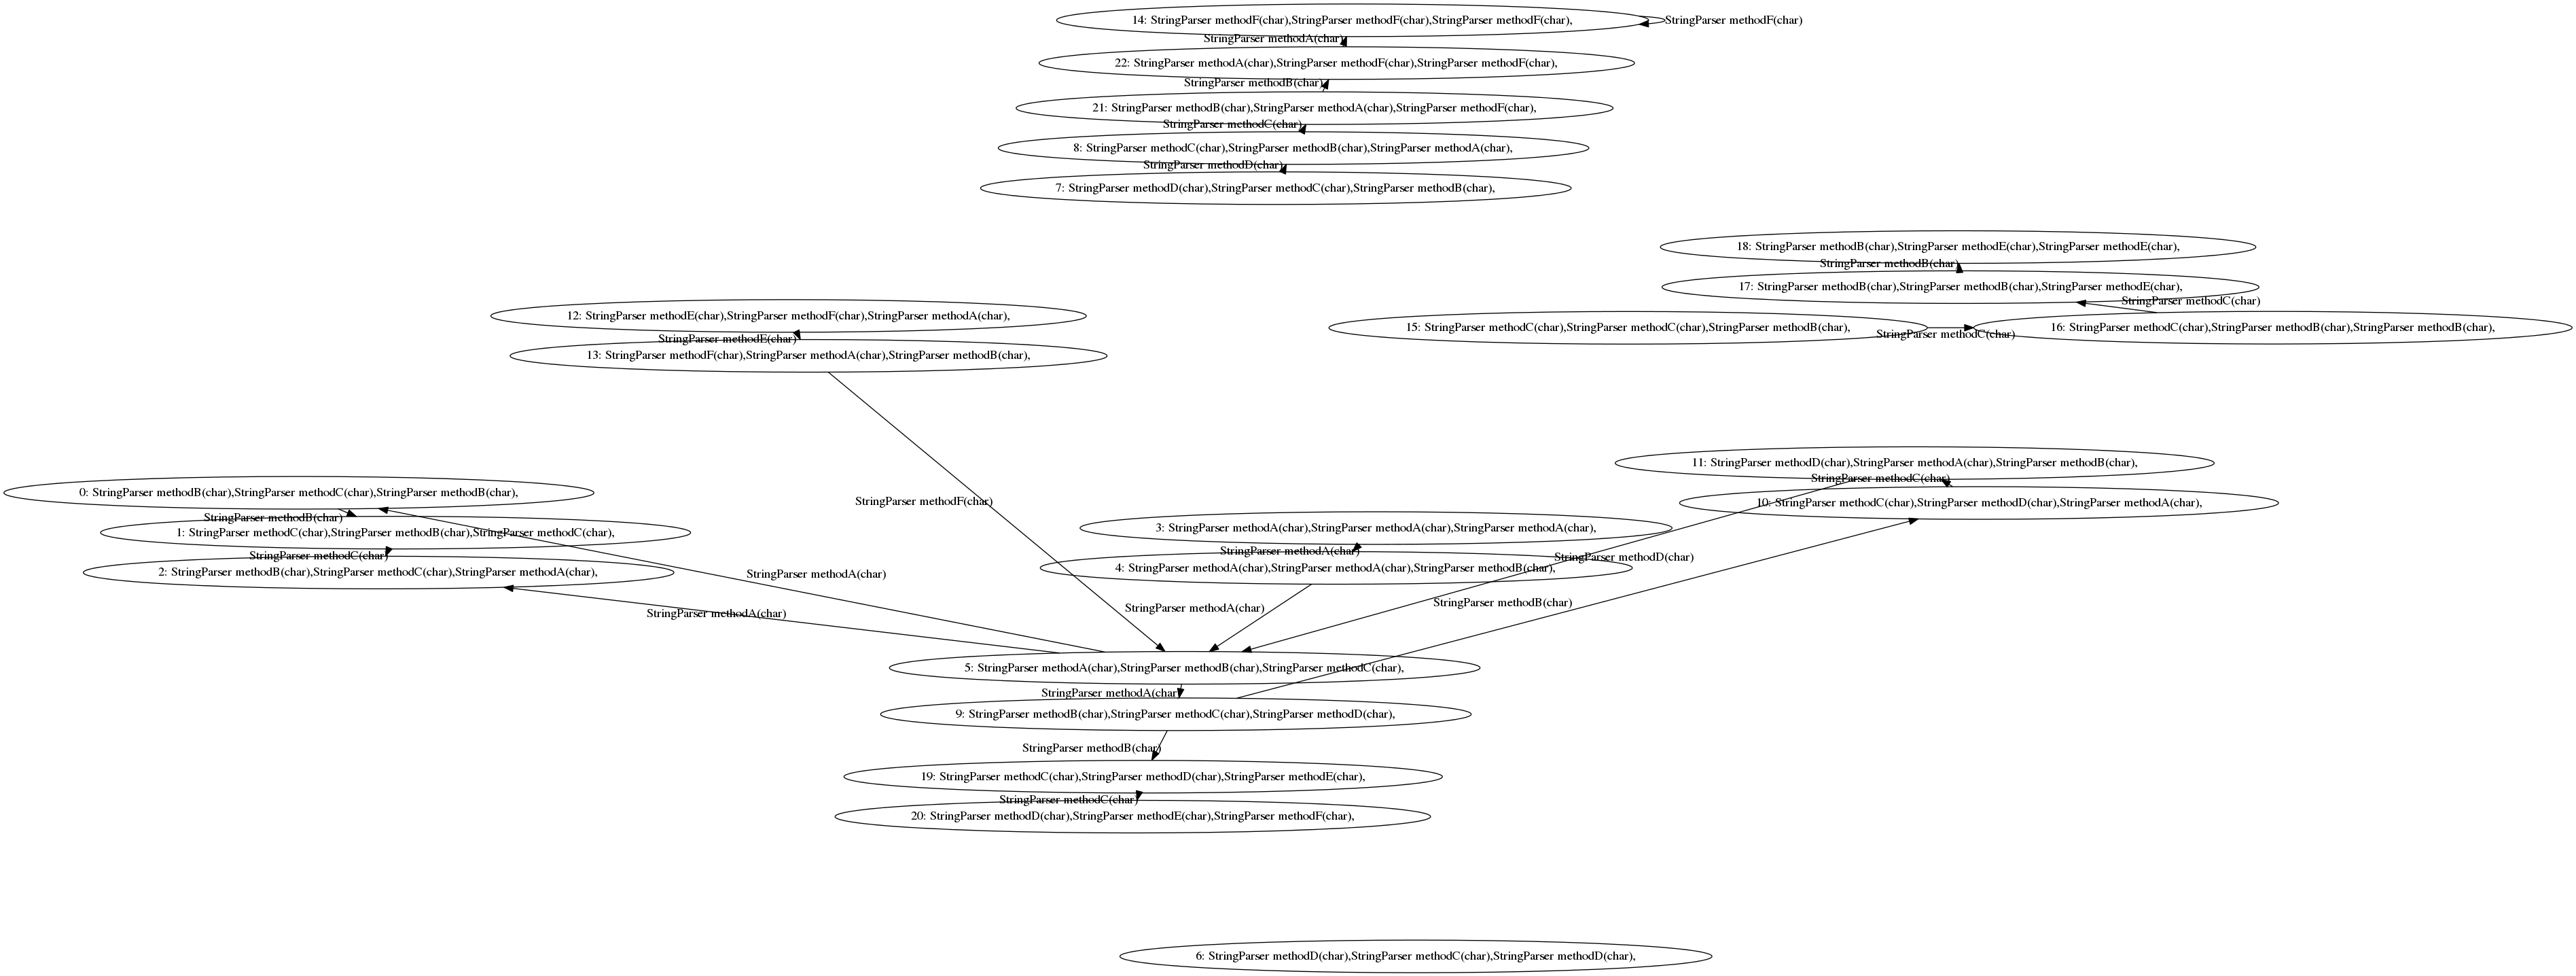 14: StringParser methodF(char),StringParser methodF(char),StringParser methodF(char),
StringParser methodF(char)
StringParser methodA(char)
22: StringParser methodA(char),StringParser methodF(char),StringParser methodF(char),
StringParser methodB(char)
21: StringParser methodB(char),StringParser methodA(char),StringParser methodF(char),
StringParser methodC(char)
8: StringParser methodC(char),StringParser methodB(char),StringParser methodA(char),
StringParser methodD(char)
7: StringParser methodD(char),StringParser methodC(char),StringParser methodB(char),
18: StringParser methodB(char),StringParser methodE(char),StringParser methodE(char),
StringParser methodB(char)
17: StringParser methodB(char),StringParser methodB(char),StringParser methodE(char),
StringParser methodC(char)
15: StringParser methodC(char),StringParser methodC(char),StringParser methodB(char),
StringParser methodC(char)
16: StringParser methodC(char),StringParser methodB(char),StringParser methodB(char),
12: StringParser methodE(char),StringParser methodF(char),StringParser methodA(char),
StringParser methodE(char)
13: StringParser methodF(char),StringParser methodA(char),StringParser methodB(char),
StringParser methodF(char)
11: StringParser methodD(char),StringParser methodA(char),StringParser methodB(char),
StringParser methodC(char)
10: StringParser methodC(char),StringParser methodD(char),StringParser methodA(char),
0: StringParser methodB(char),StringParser methodC(char),StringParser methodB(char),
StringParser methodB(char)
1: StringParser methodC(char),StringParser methodB(char),StringParser methodC(char),
StringParser methodC(char)
2: StringParser methodB(char),StringParser methodC(char),StringParser methodA(char),
StringParser methodA(char)
StringParser methodA(char)
3: StringParser methodA(char),StringParser methodA(char),StringParser methodA(char),
StringParser methodA(char)
4: StringParser methodA(char),StringParser methodA(char),StringParser methodB(char),
StringParser methodD(char)
StringParser methodA(char)
StringParser methodB(char)
5: StringParser methodA(char),StringParser methodB(char),StringParser methodC(char),
StringParser methodA(char)
9: StringParser methodB(char),StringParser methodC(char),StringParser methodD(char),
StringParser methodB(char)
19: StringParser methodC(char),StringParser methodD(char),StringParser methodE(char),
StringParser methodC(char)
20: StringParser methodD(char),StringParser methodE(char),StringParser methodF(char),
6: StringParser methodD(char),StringParser methodC(char),StringParser methodD(char),